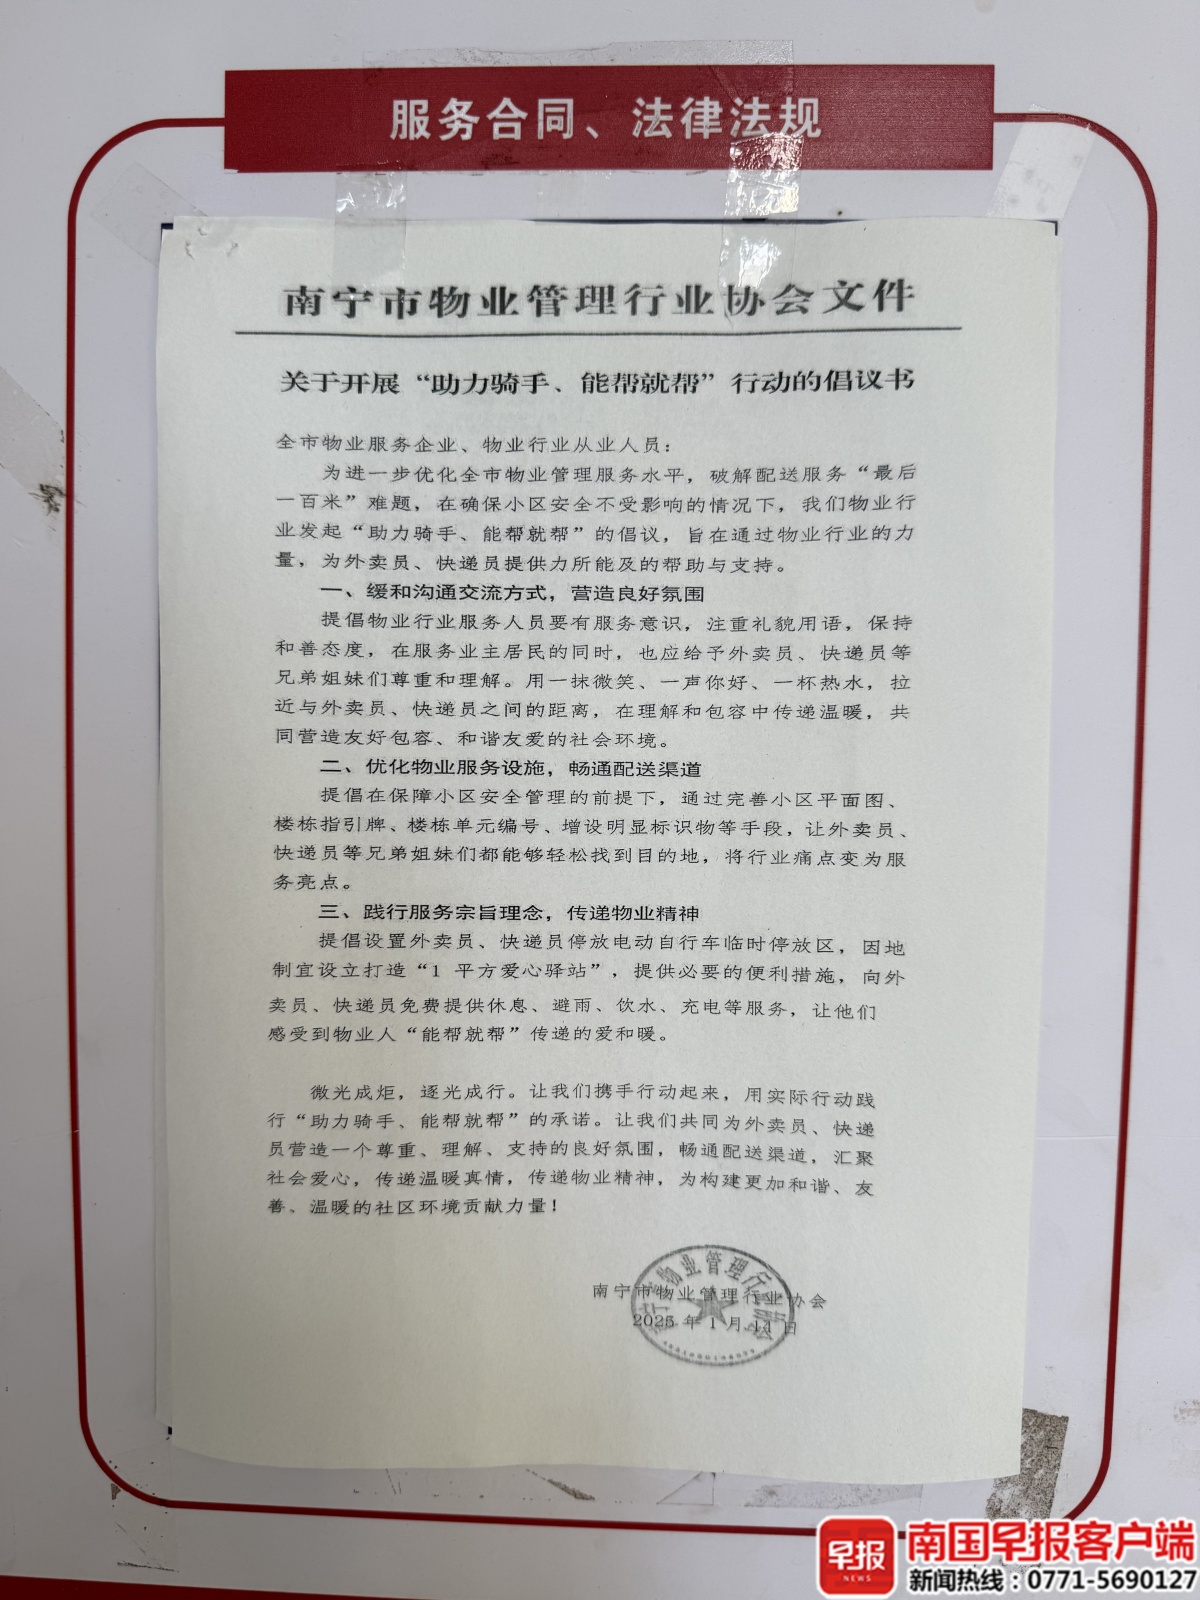 服务合同、法律法规
南宁市物业管理行业协会文件
关于开展“助力骑手、能帮就帮”行动的倡议书
全市物业服务企业、物业行业从业人员：
为进一步优化全市物业管理服务水平，破解配送服务“最后
一百米”难题，在确保小区安全不受影响的情况下，我们物业行
业发起“助力骑手、能帮就帮”的倡议，旨在通过物业行业的力
量，为外卖员、快递员提供力所能及的帮助与支持。
一、缓和沟通交流方式，营造良好氛围
提倡物业行业服务人员要有服务意识，注重礼貌用语，保持
和善态度，在服务业主居民的同时，也应给予外卖员、快递员等
兄弟姐妹们尊重和理解。用一抹微笑、一声你好、一杯热水，拉
近与外卖员、快递员之间的距离，在理解和包容中传递温暖，共
同营造友好包容、和谐友爱的社会环境。
二、优化物业服务设施，畅通配送渠道
提倡在保障小区安全管理的前提下，通过完善小区平面图、
楼栋指引牌、楼栋单元编号、增设明显标识物等手段，让外卖员、
快递员等兄弟姐妹们都能够轻松找到目的地，将行业痛点变为服
务亮点。
三、践行服务宗旨理念，传递物业精神
提倡设置外卖员、快递员停放电动自行车临时停放区，因地
制宜设立打造“1 平方爱心驿站”，提供必要的便利措施，向外
卖员、快递员免费提供休息、避雨、饮水、充电等服务，让他们
感受到物业人“能帮就帮”传递的爱和暖。
微光成炬，逐光成行。让我们携手行动起来，用实际行动践
行“助力骑手、能帮就帮”的承诺。让我们共同为外卖员、快递
员营造一个尊重、理解、支持的良好氛围，畅通配送渠道，汇聚
社会爱心，传递温暖真情，传递物业精神，为构建更加和谐、友
善、温暖的社区环境贡献力量！
南宁市物业管理行业协会
2025 年 1 月 11 日
南宁市物业管理行业协会
早报
NEWS
南国早报客户端
新闻热线：0771-5690127